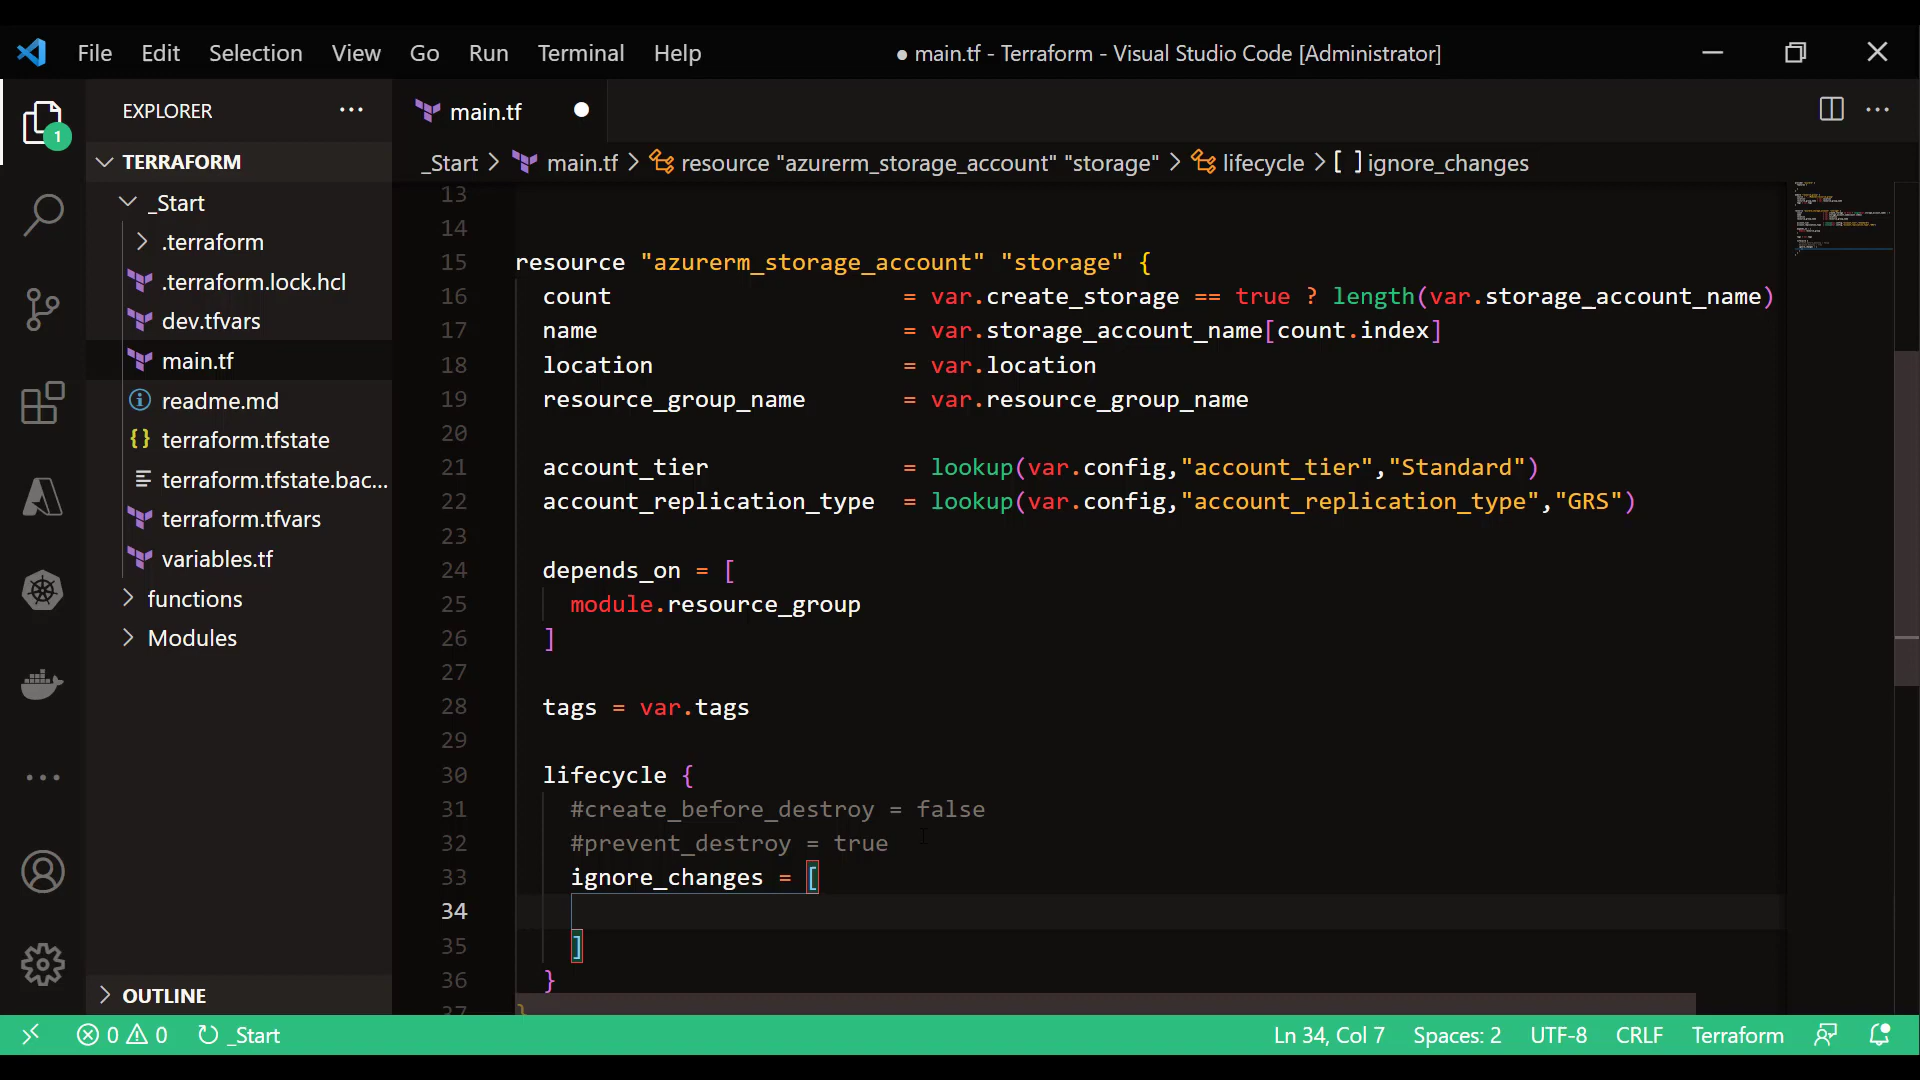 File Edit Selection View Go Run Terminal Help
● main.tf - Terraform - Visual Studio Code [Administrator]
EXPLORER ···
main.tf
1
TERRAFORM
_Start > main.tf > resource "azurerm_storage_account" "storage" > lifecycle > [ ] ignore_changes
_Start
.terraform
.terraform.lock.hcl
dev.tfvars
main.tf
readme.md
terraform.tfstate
terraform.tfstate.bac...
terraform.tfvars
variables.tf
functions
Modules
OUTLINE
13
14
15 resource "azurerm_storage_account" "storage" {
16 count = var.create_storage == true ? length(var.storage_account_name)
17 name = var.storage_account_name[count.index]
18 location = var.location
19 resource_group_name = var.resource_group_name
20
21 account_tier = lookup(var.config,"account_tier","Standard")
22 account_replication_type = lookup(var.config,"account_replication_type","GRS")
23
24 depends_on = [
25 module.resource_group
26 ]
27
28 tags = var.tags
29
30 lifecycle {
31 #create_before_destroy = false
32 #prevent_destroy = true
33 ignore_changes = [
34
35 ]
36 }
37 }
0 0 _Start Ln 34, Col 7 Spaces: 2 UTF-8 CRLF Terraform